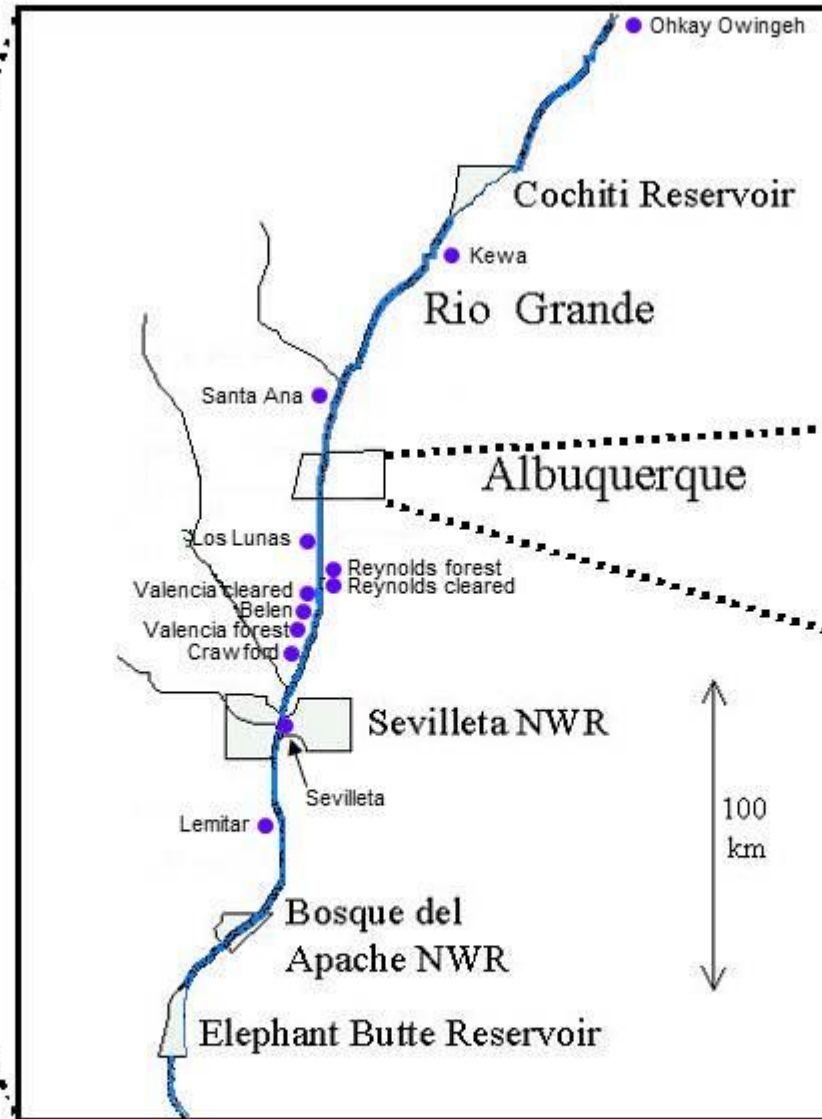 Ohkay Owingeh
Cochiti Reservoir
Kewa
Rio Grande
Santa Ana
Albuquerque
Los Lunas
Reynolds forest
Reynolds cleared
Valencia cleared
Belen
Valencia forest
Crawford
Sevilleta NWR
Sevilleta
Lemitar
100
km
Bosque del
Apache NWR
Elephant Butte Reservoir